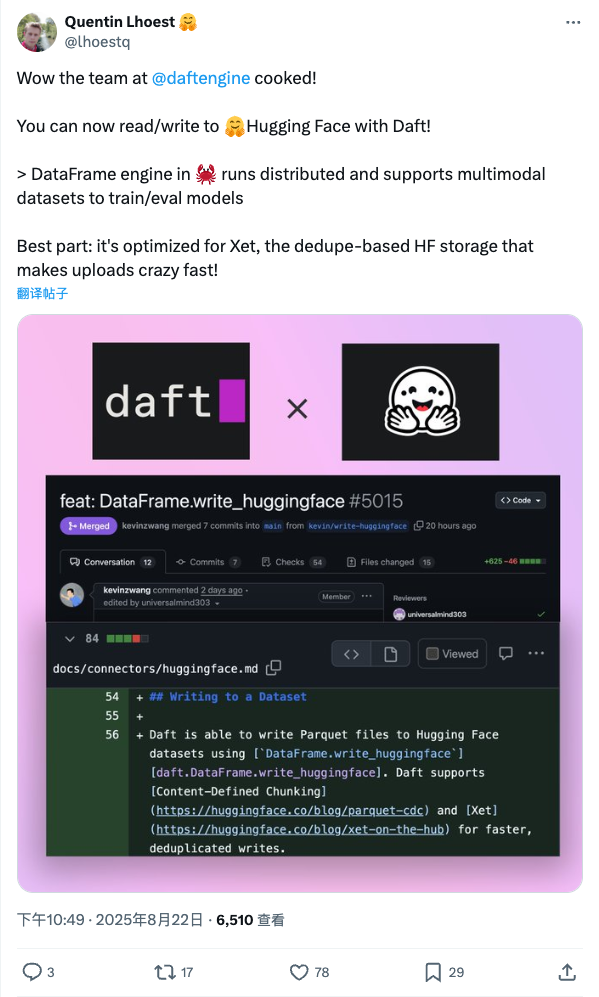 Quentin Lhoest 🤗
@lhoestq
Wow the team at @daftengine cooked!
You can now read/write to 🤗Hugging Face with Daft!
> DataFrame engine in 🦀 runs distributed and supports multimodal
datasets to train/eval models
Best part: it's optimized for Xet, the dedupe-based HF storage that
makes uploads crazy fast!
翻译帖子
daft
×
feat: DataFrame.write_huggingface #5015
<> Code
Merged kevinzwang merged 7 commits into main from kevin/write-huggingface 20 hours ago
Conversation 12 Commits 7 Checks 54 Files changed 15 +625 −46
kevinzwang commented 2 days ago · Member ···
edited by universalmind303
Reviewers
universalmind303
84
<> Viewed ···
docs/connectors/huggingface.md
54 + ## Writing to a Dataset
55 +
56 + Daft is able to write Parquet files to Hugging Face
datasets using [`DataFrame.write_huggingface`]
[daft.DataFrame.write_huggingface]. Daft supports
[Content-Defined Chunking]
(https://huggingface.co/blog/parquet-cdc) and [Xet]
(https://huggingface.co/blog/xet-on-the-hub) for faster,
deduplicated writes.
下午10:49 · 2025年8月22日 · 6,510 查看
3 17 78 29